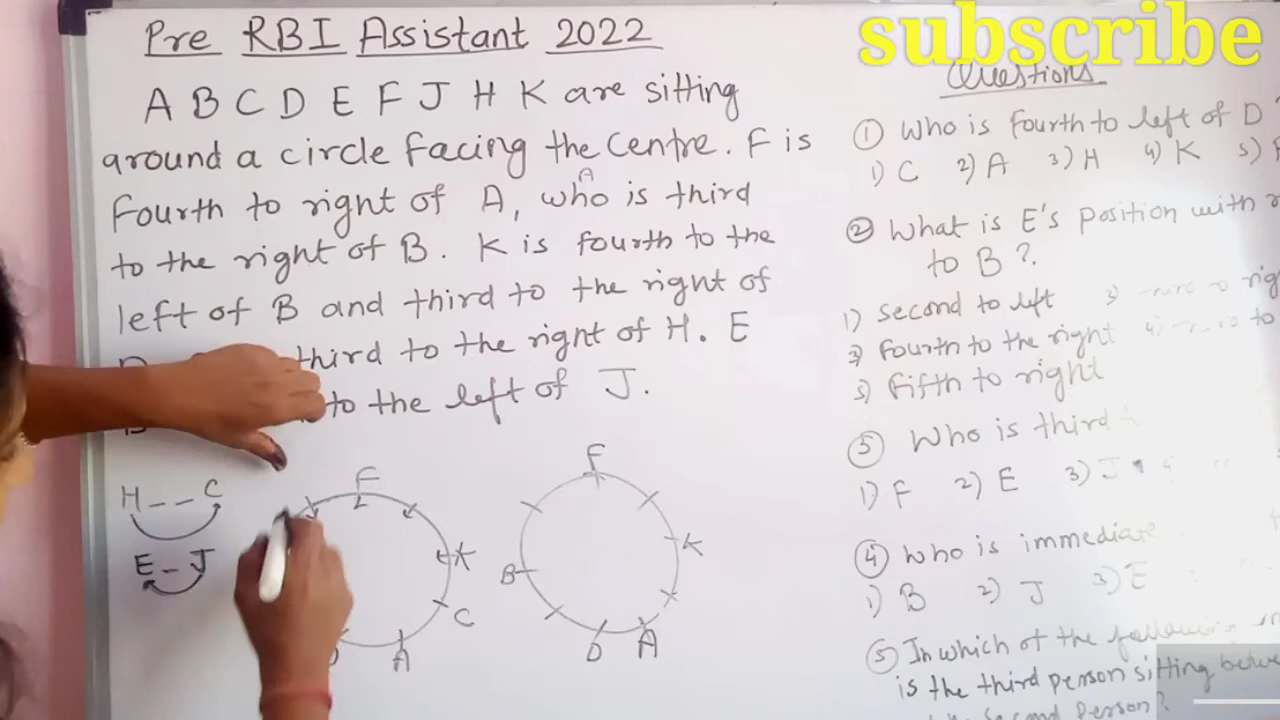 subscribe
Pre RBI Assistant 2022
A B C D E F J H K are sitting
around a circle facing the Centre. F is
A
Fourth to right of A, who is third
to the right of B. K is fourth to the
left of B and third to the right of
third to the right of H. E
to the left of J.
H _ _ C
E _ J
F
K
C
A
F
K
A
D
B
Questions
① Who is fourth to left of D
1) C 2) A 3) H 4) K 5)
② What is E's position with
to B?
1) second to left
3) fourth to the right
5) fifth to right
③ Who is third
1) F 2) E 3) J
④ who is immediate
1) B 2) J 3) E
⑤ In which of the following
is the third person sitting
second person?